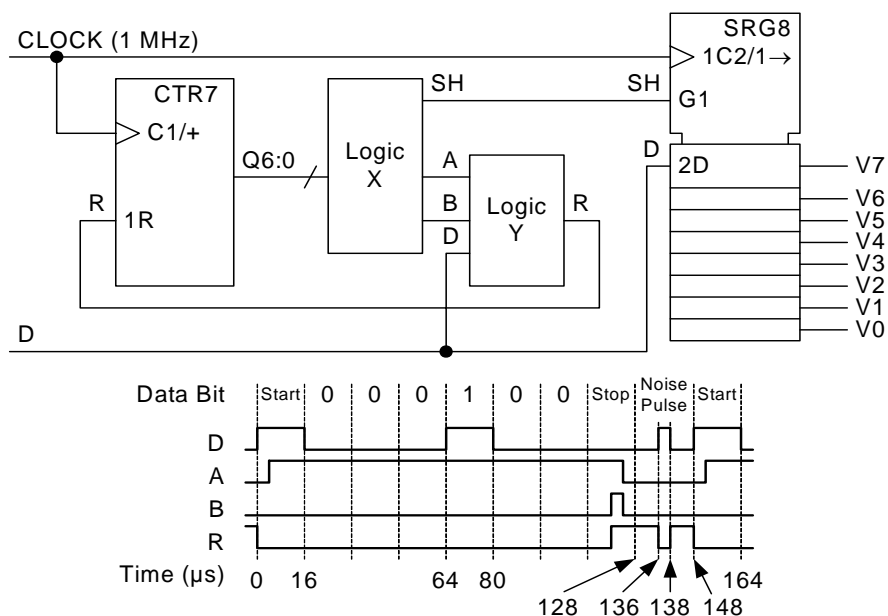 CLOCK (1 MHz)
SRG8
1C2/1→
CTR7
C1/+
SH
SH
G1
Q6:0
Logic
X
A
D
2D
V7
R
1R
B
Logic
Y
R
V6
D
V5
V4
V3
V2
V1
D
V0
Data Bit
Start
0
0
0
1
0
0
Stop
Noise
Pulse
Start
D
A
B
R
Time (µs)
0
16
64
80
164
128
136
138
148